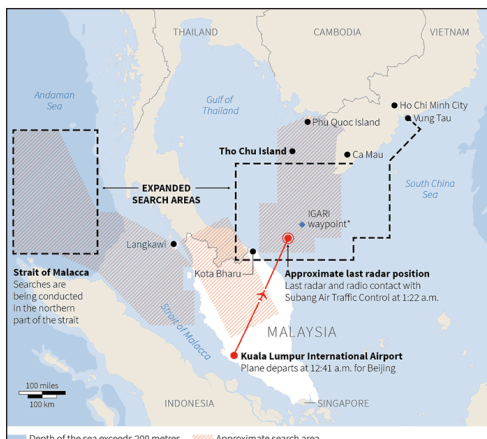 THAILAND
CAMBODIA
VIETNAM
Andaman
Sea
Gulf of
Thailand
Ho Chi Minh City
Vung Tau
Phu Quoc Island
Tho Chu Island
Ca Mau
South China
Sea
EXPANDED
SEARCH AREAS
IGARI
waypoint*
Langkawi
Kota Bharu
Strait of Malacca
Searches are
being conducted
in the northern
part of the strait
Approximate last radar position
Last radar and radio contact with
Subang Air Traffic Control at 1:22 a.m.
Strait of Malacca
MALAYSIA
Kuala Lumpur International Airport
Plane departs at 12:41 a.m. for Beijing
100 miles
100 km
INDONESIA
SINGAPORE
Depth of the sea exceeds 200 metres
Approximate search area